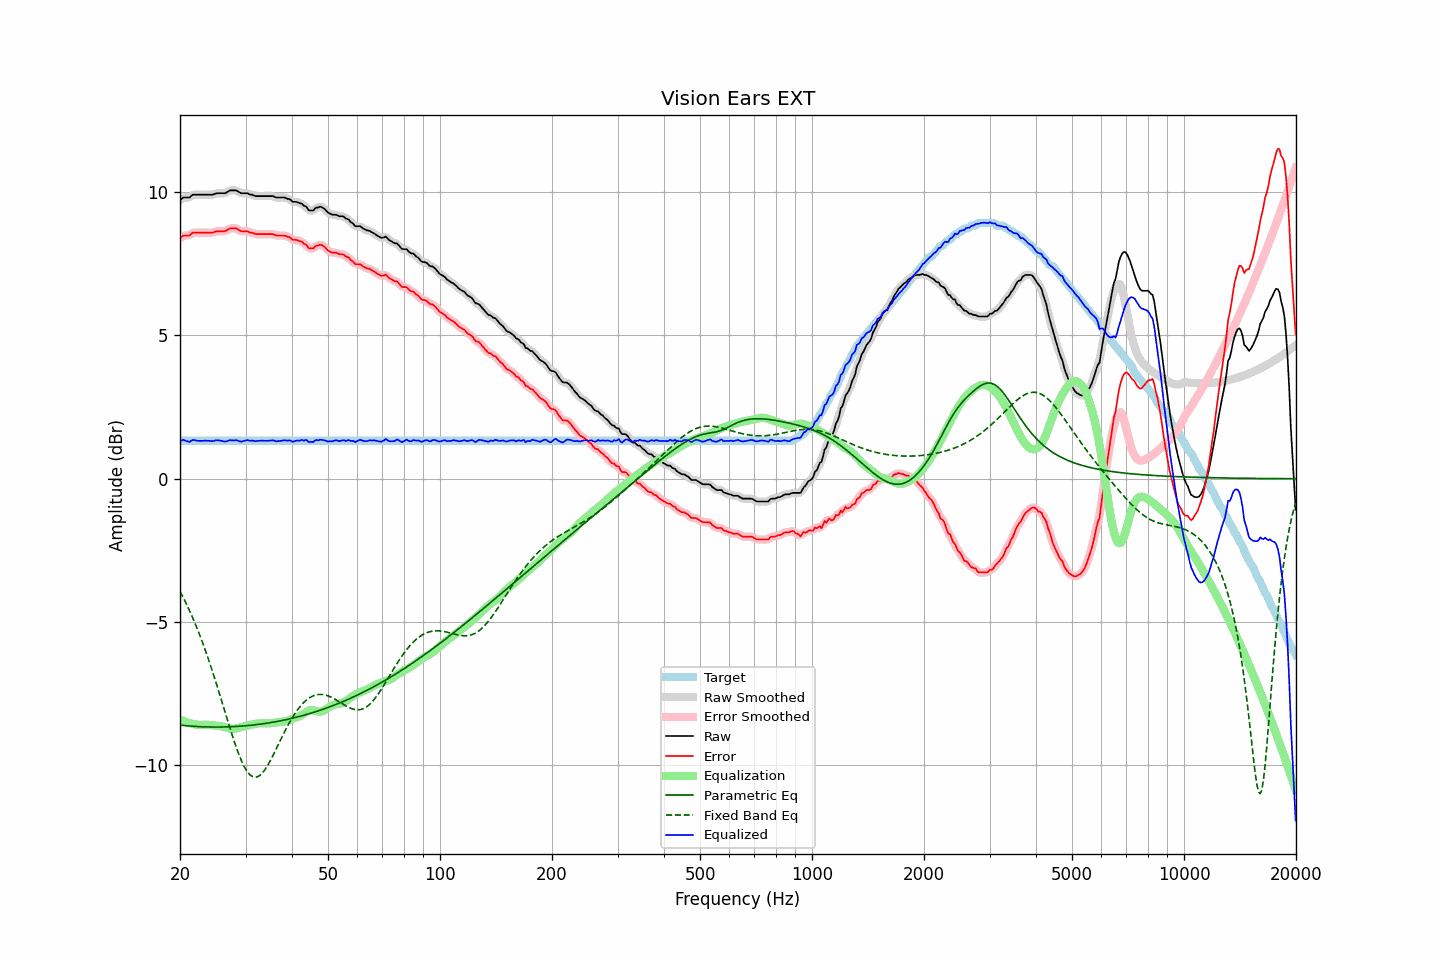 Vision Ears EXT
Amplitude (dBr)
10
5
0
−5
−10
Target
Raw Smoothed
Error Smoothed
Raw
Error
Equalization
Parametric Eq
Fixed Band Eq
Equalized
20
50
100
200
500
1000
2000
5000
10000
20000
Frequency (Hz)